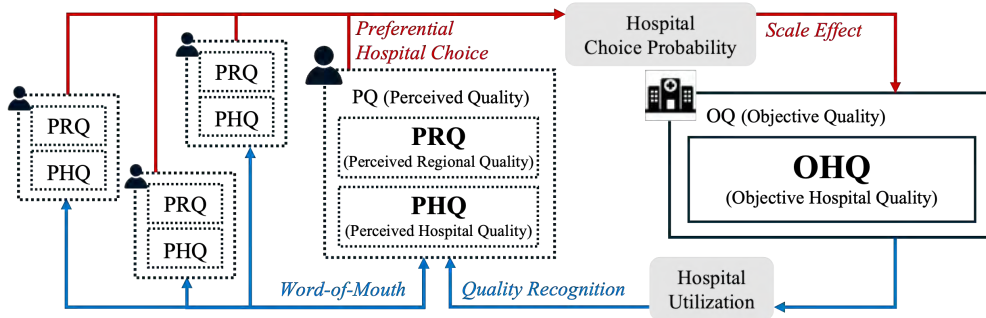 Preferential
Hospital Choice
Hospital
Choice Probability
Scale Effect
PRQ
PHQ
PRQ
PHQ
PRQ
PHQ
PQ (Perceived Quality)
PRQ
(Perceived Regional Quality)
PHQ
(Perceived Hospital Quality)
OQ (Objective Quality)
OHQ
(Objective Hospital Quality)
Word-of-Mouth
Quality Recognition
Hospital
Utilization